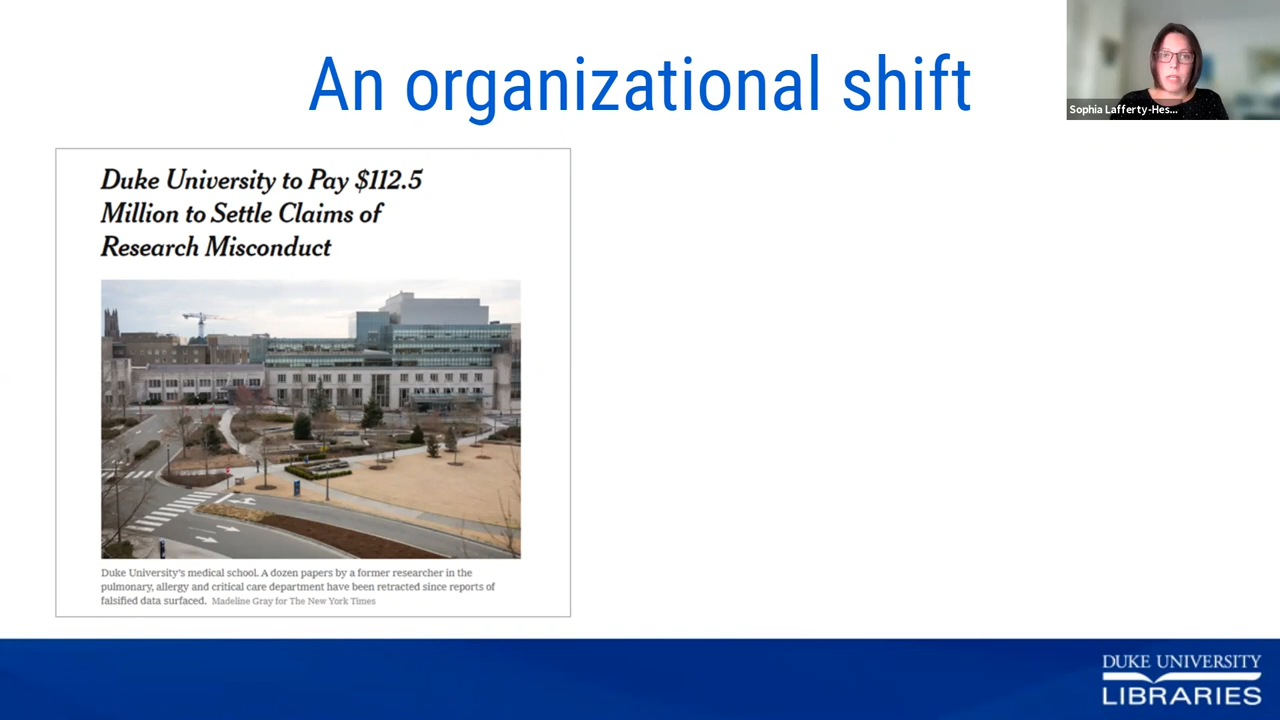 An organizational shift
Sophia Lafferty-Hes...
Duke University to Pay $112.5
Million to Settle Claims of
Research Misconduct
Duke University's medical school. A dozen papers by a former researcher in the
pulmonary, allergy and critical care department have been retracted since reports of
falsified data surfaced. Madeline Gray for The New York Times
DUKE UNIVERSITY
LIBRARIES